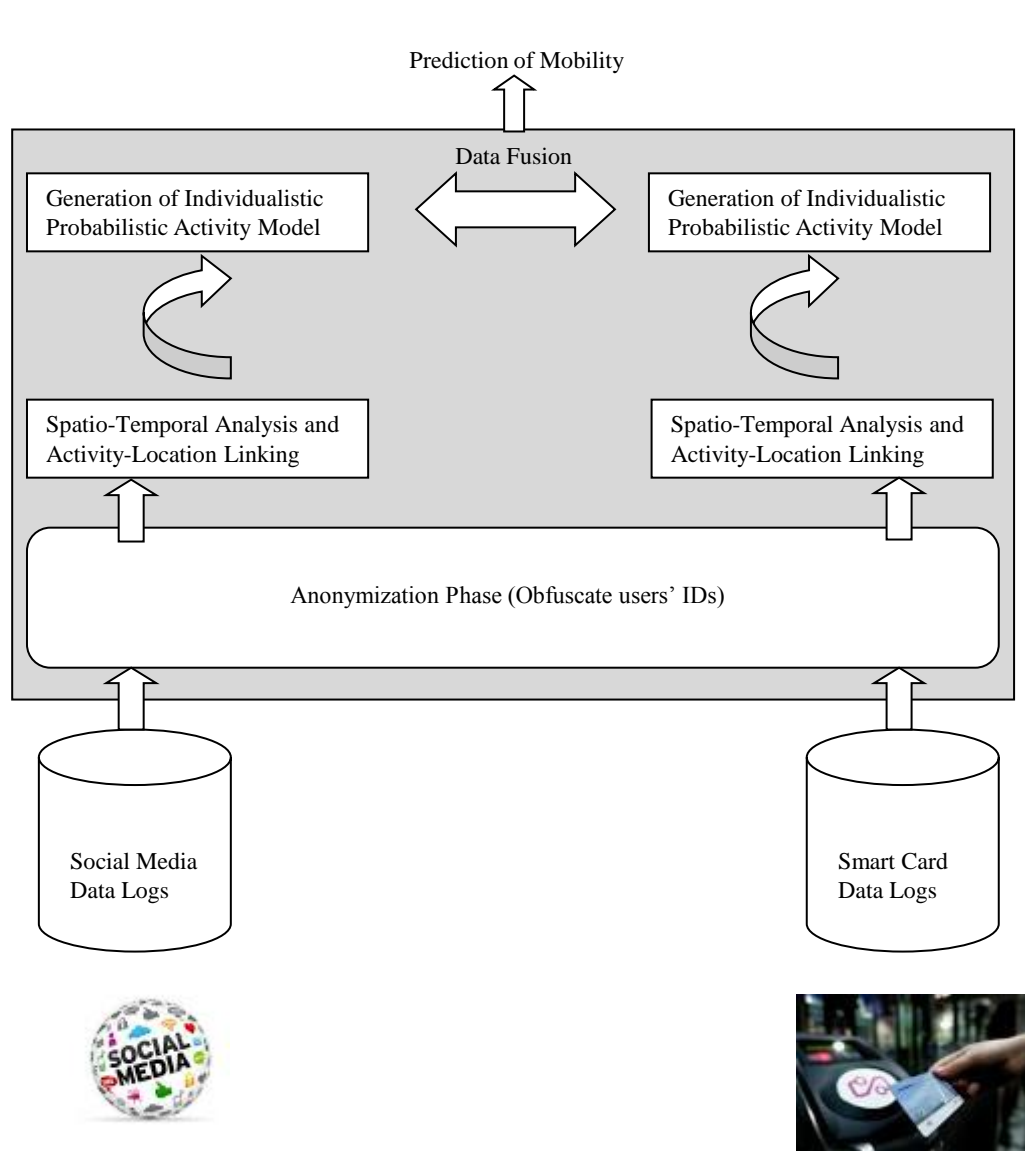 Prediction of Mobility
Data Fusion
Generation of Individualistic
Probabilistic Activity Model
Generation of Individualistic
Probabilistic Activity Model
Spatio-Temporal Analysis and
Activity-Location Linking
Spatio-Temporal Analysis and
Activity-Location Linking
Anonymization Phase (Obfuscate users’ IDs)
Social Media
Data Logs
Smart Card
Data Logs
SOCIAL
MEDIA